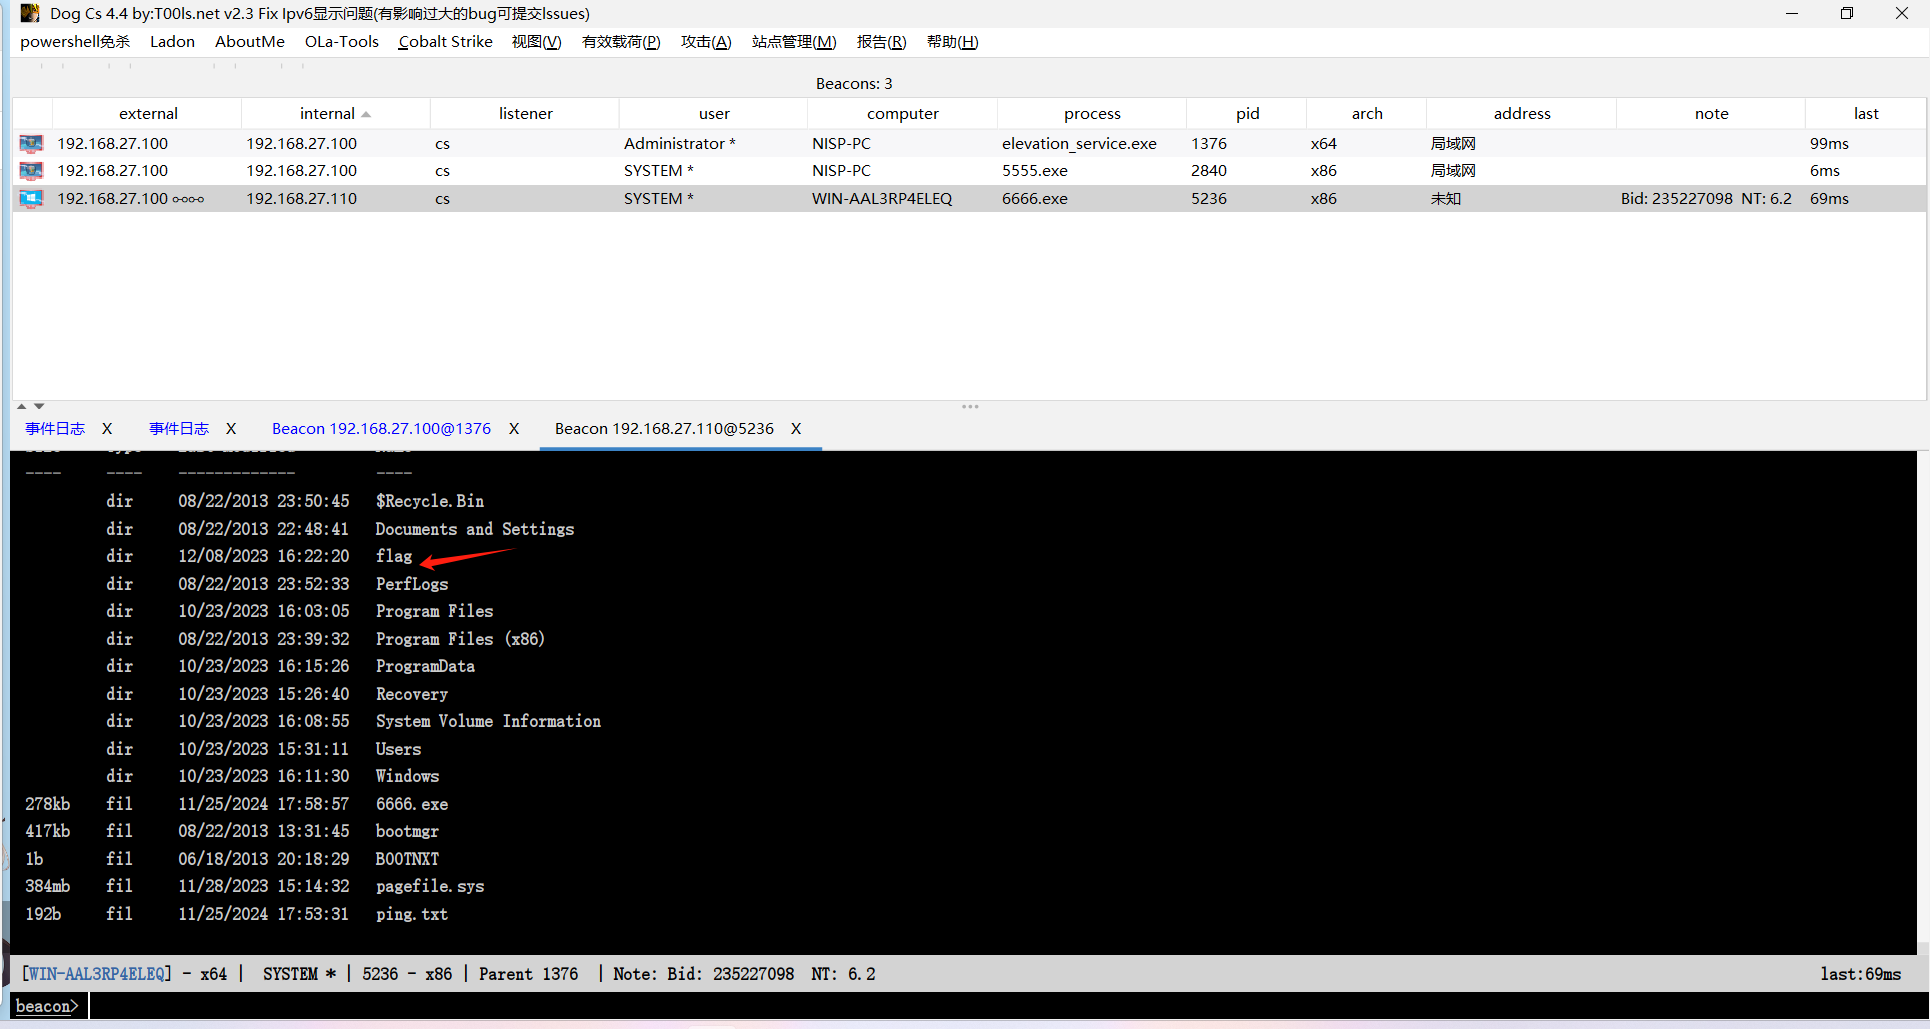 Dog Cs 4.4 by:T00ls.net v2.3 Fix Ipv6显示问题(有影响过大的bug可提交Issues)
powershell免杀 Ladon AboutMe OLa-Tools Cobalt Strike 视图(V) 有效载荷(P) 攻击(A) 站点管理(M) 报告(R) 帮助(H)
Beacons: 3
external internal listener user computer process pid arch address note last
192.168.27.100 192.168.27.100 cs Administrator * NISP-PC elevation_service.exe 1376 x64 局域网 99ms
192.168.27.100 192.168.27.100 cs SYSTEM * NISP-PC 5555.exe 2840 x86 局域网 6ms
192.168.27.100 192.168.27.110 cs SYSTEM * WIN-AAL3RP4ELEQ 6666.exe 5236 x86 未知 Bid: 235227098 NT: 6.2 69ms
事件日志 X 事件日志 X Beacon 192.168.27.100@1376 X Beacon 192.168.27.110@5236 X
---- ---- ------------- ----
dir 08/22/2013 23:50:45 $Recycle.Bin
dir 08/22/2013 22:48:41 Documents and Settings
dir 12/08/2023 16:22:20 flag
dir 08/22/2013 23:52:33 PerfLogs
dir 10/23/2023 16:03:05 Program Files
dir 08/22/2013 23:39:32 Program Files (x86)
dir 10/23/2023 16:15:26 ProgramData
dir 10/23/2023 15:26:40 Recovery
dir 10/23/2023 16:08:55 System Volume Information
dir 10/23/2023 15:31:11 Users
dir 10/23/2023 16:11:30 Windows
278kb fil 11/25/2024 17:58:57 6666.exe
417kb fil 08/22/2013 13:31:45 bootmgr
1b fil 06/18/2013 20:18:29 BOOTNXT
384mb fil 11/28/2023 15:14:32 pagefile.sys
192b fil 11/25/2024 17:53:31 ping.txt
[WIN-AAL3RP4ELEQ] - x64 | SYSTEM * | 5236 - x86 | Parent 1376 | Note: Bid: 235227098 NT: 6.2 last:69ms
beacon>